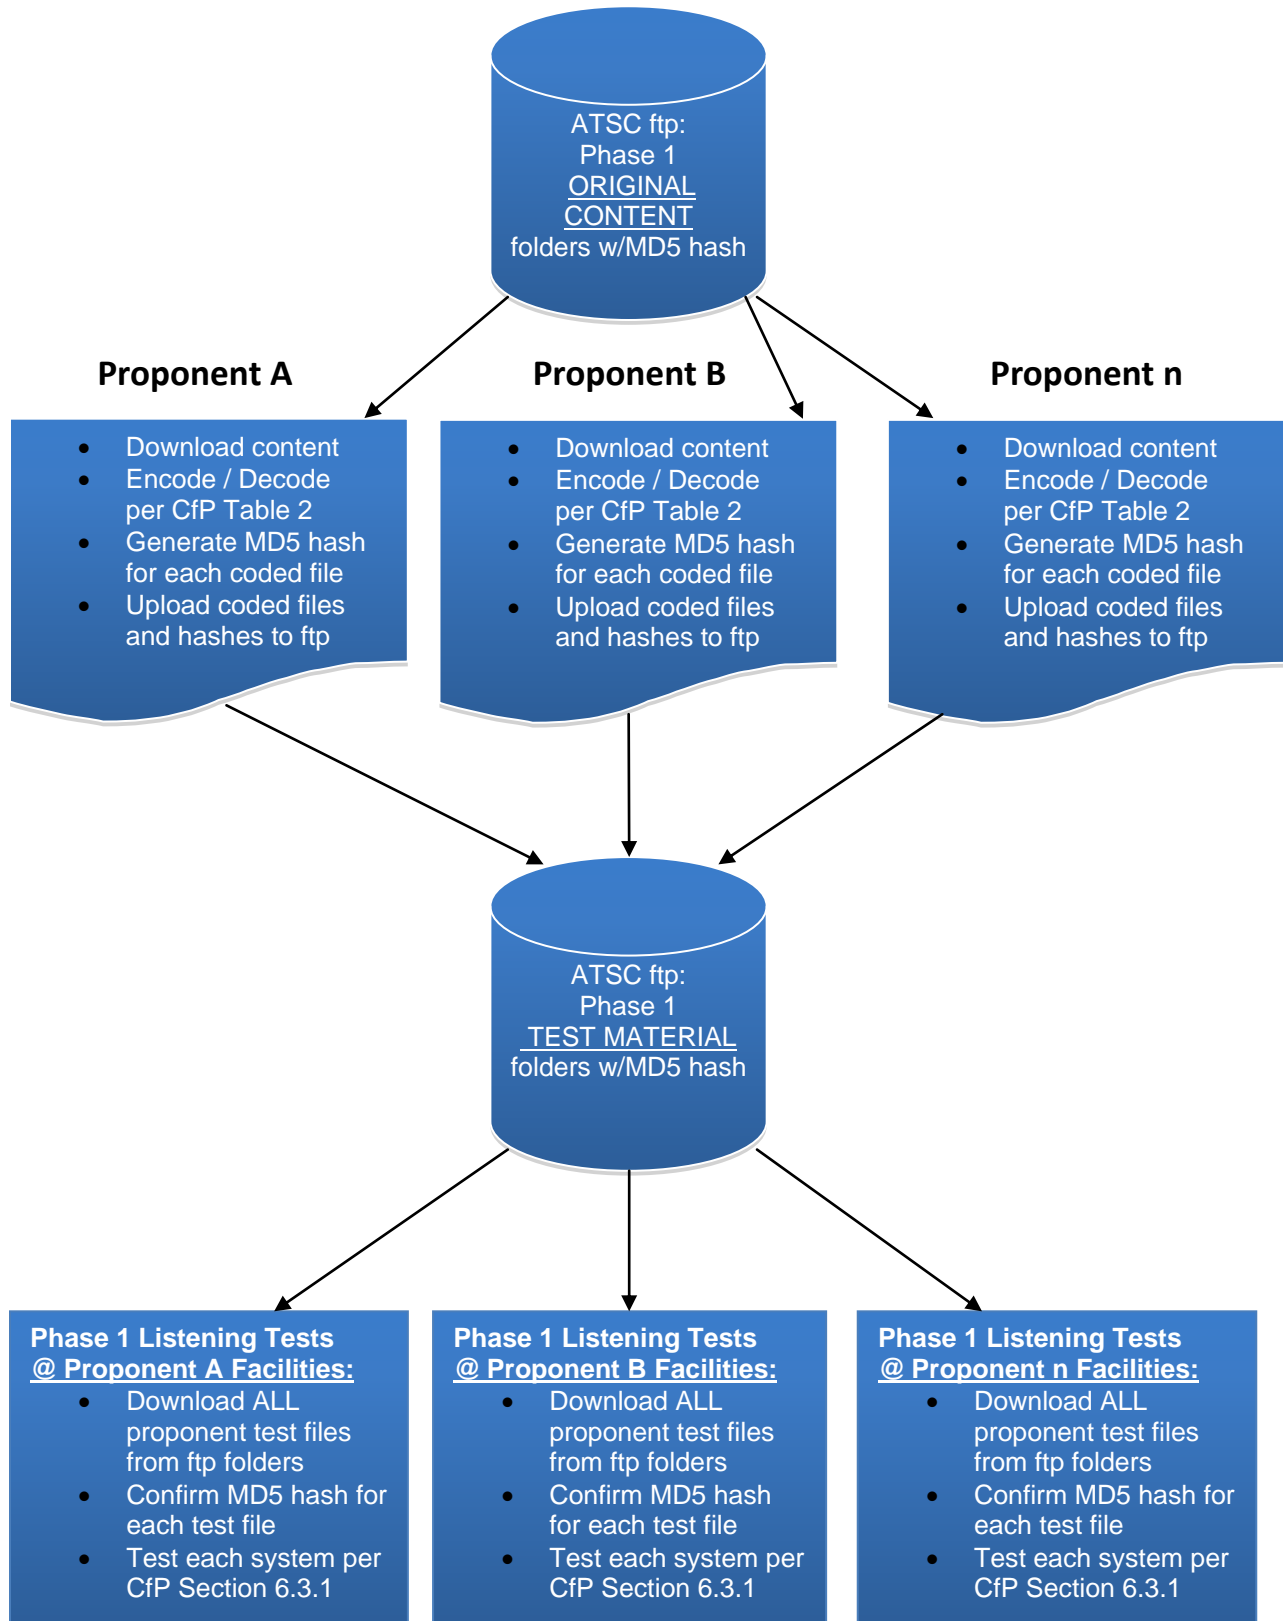 ATSC ftp:
Phase 1
ORIGINAL
CONTENT
folders w/MD5 hash
Proponent A
Proponent B
Proponent n
• Download content
• Encode / Decode
per CfP Table 2
• Generate MD5 hash
for each coded file
• Upload coded files
and hashes to ftp
• Download content
• Encode / Decode
per CfP Table 2
• Generate MD5 hash
for each coded file
• Upload coded files
and hashes to ftp
• Download content
• Encode / Decode
per CfP Table 2
• Generate MD5 hash
for each coded file
• Upload coded files
and hashes to ftp
ATSC ftp:
Phase 1
TEST MATERIAL
folders w/MD5 hash
Phase 1 Listening Tests
@ Proponent A Facilities:
• Download ALL
proponent test files
from ftp folders
• Confirm MD5 hash for
each test file
• Test each system per
CfP Section 6.3.1
Phase 1 Listening Tests
@ Proponent B Facilities:
• Download ALL
proponent test files
from ftp folders
• Confirm MD5 hash
for each test file
• Test each system per
CfP Section 6.3.1
Phase 1 Listening Tests
@ Proponent n Facilities:
• Download ALL
proponent test files
from ftp folders
• Confirm MD5 hash for
each test file
• Test each system per
CfP Section 6.3.1